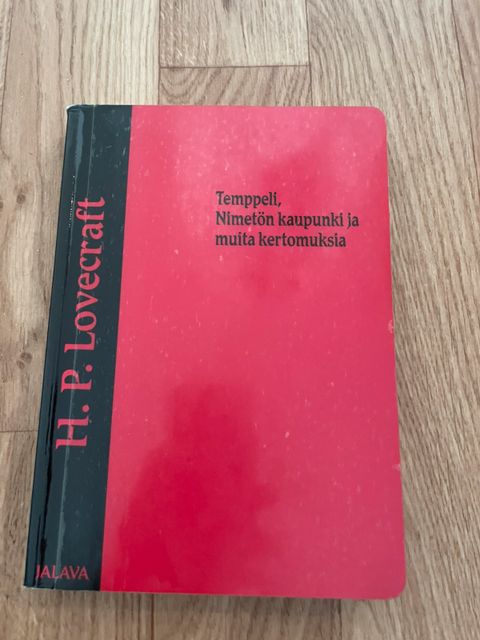 H. P. Lovecraft
Temppeli,
Nimetön kaupunki ja
muita kertomuksia
JALAVA